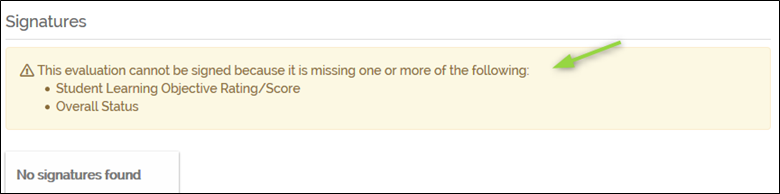 Signatures
This evaluation cannot be signed because it is missing one or more of the following:
• Student Learning Objective Rating/Score
• Overall Status
No signatures found